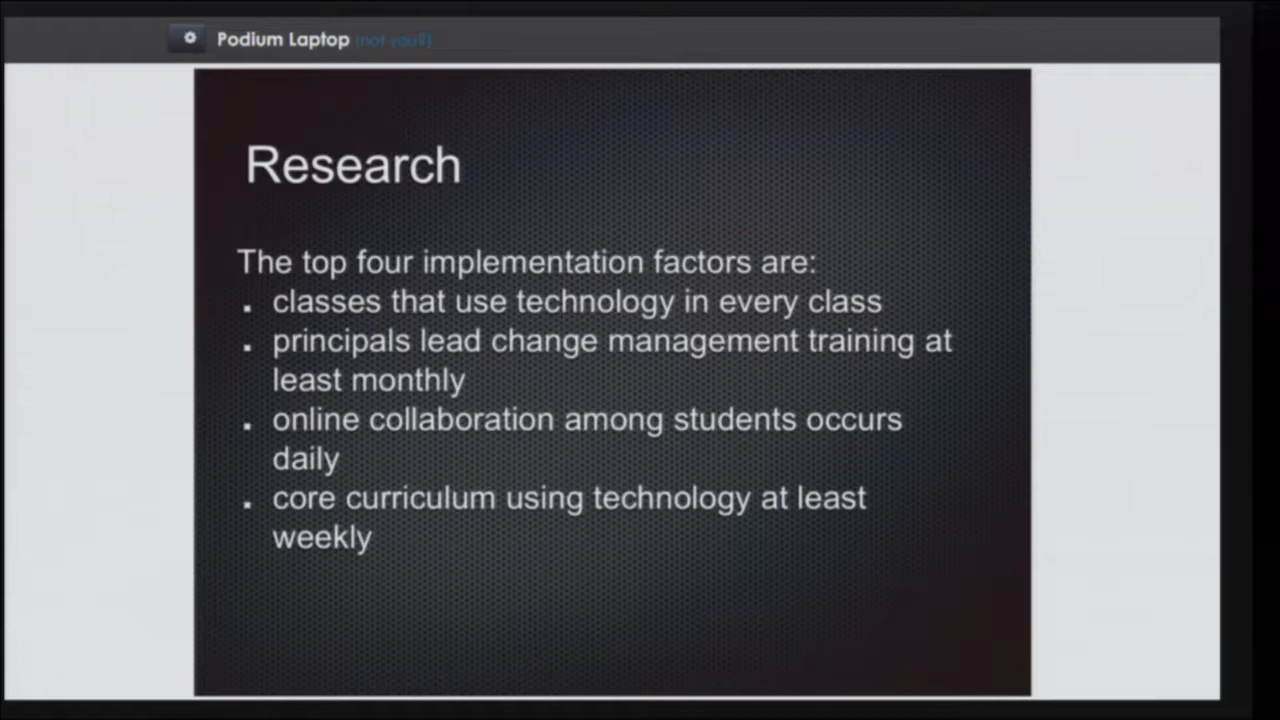 Podium Laptop (not you?)
Research
The top four implementation factors are:
. classes that use technology in every class
. principals lead change management training at
least monthly
. online collaboration among students occurs
daily
. core curriculum using technology at least
weekly